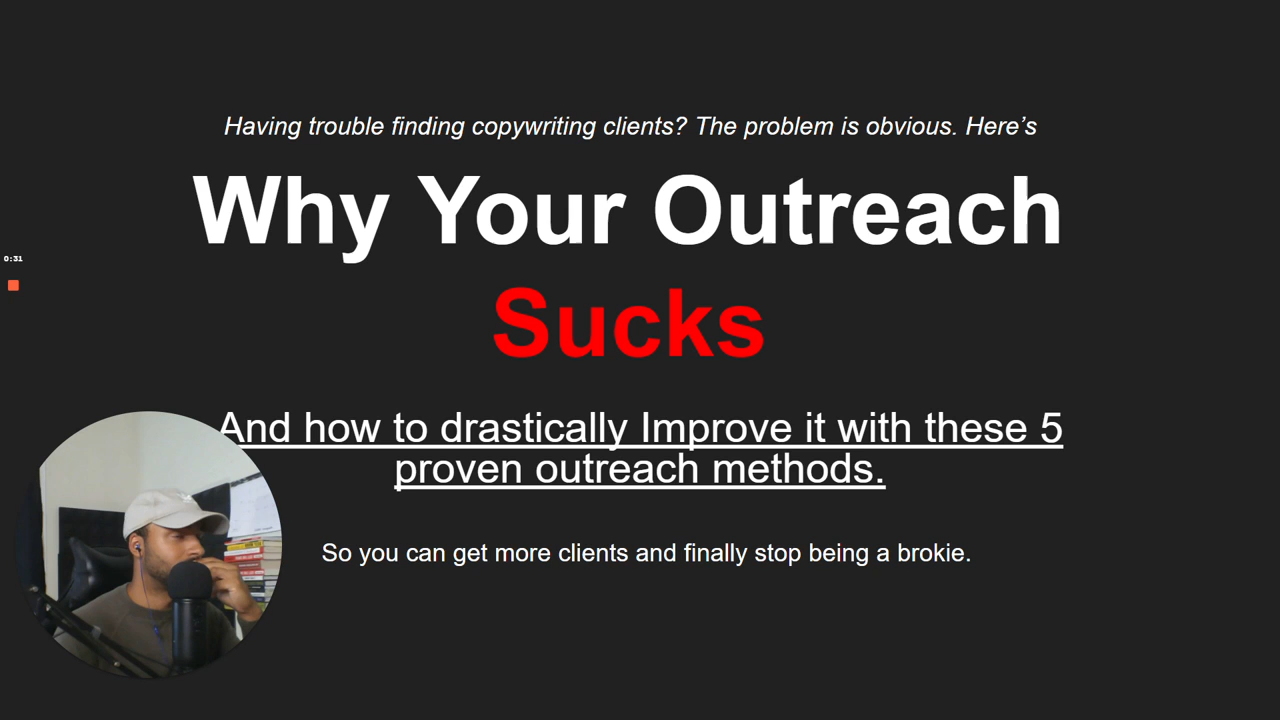 Having trouble finding copywriting clients? The problem is obvious. Here’s
Why Your Outreach
Sucks
0:31
And how to drastically Improve it with these 5
proven outreach methods.
So you can get more clients and finally stop being a brokie.